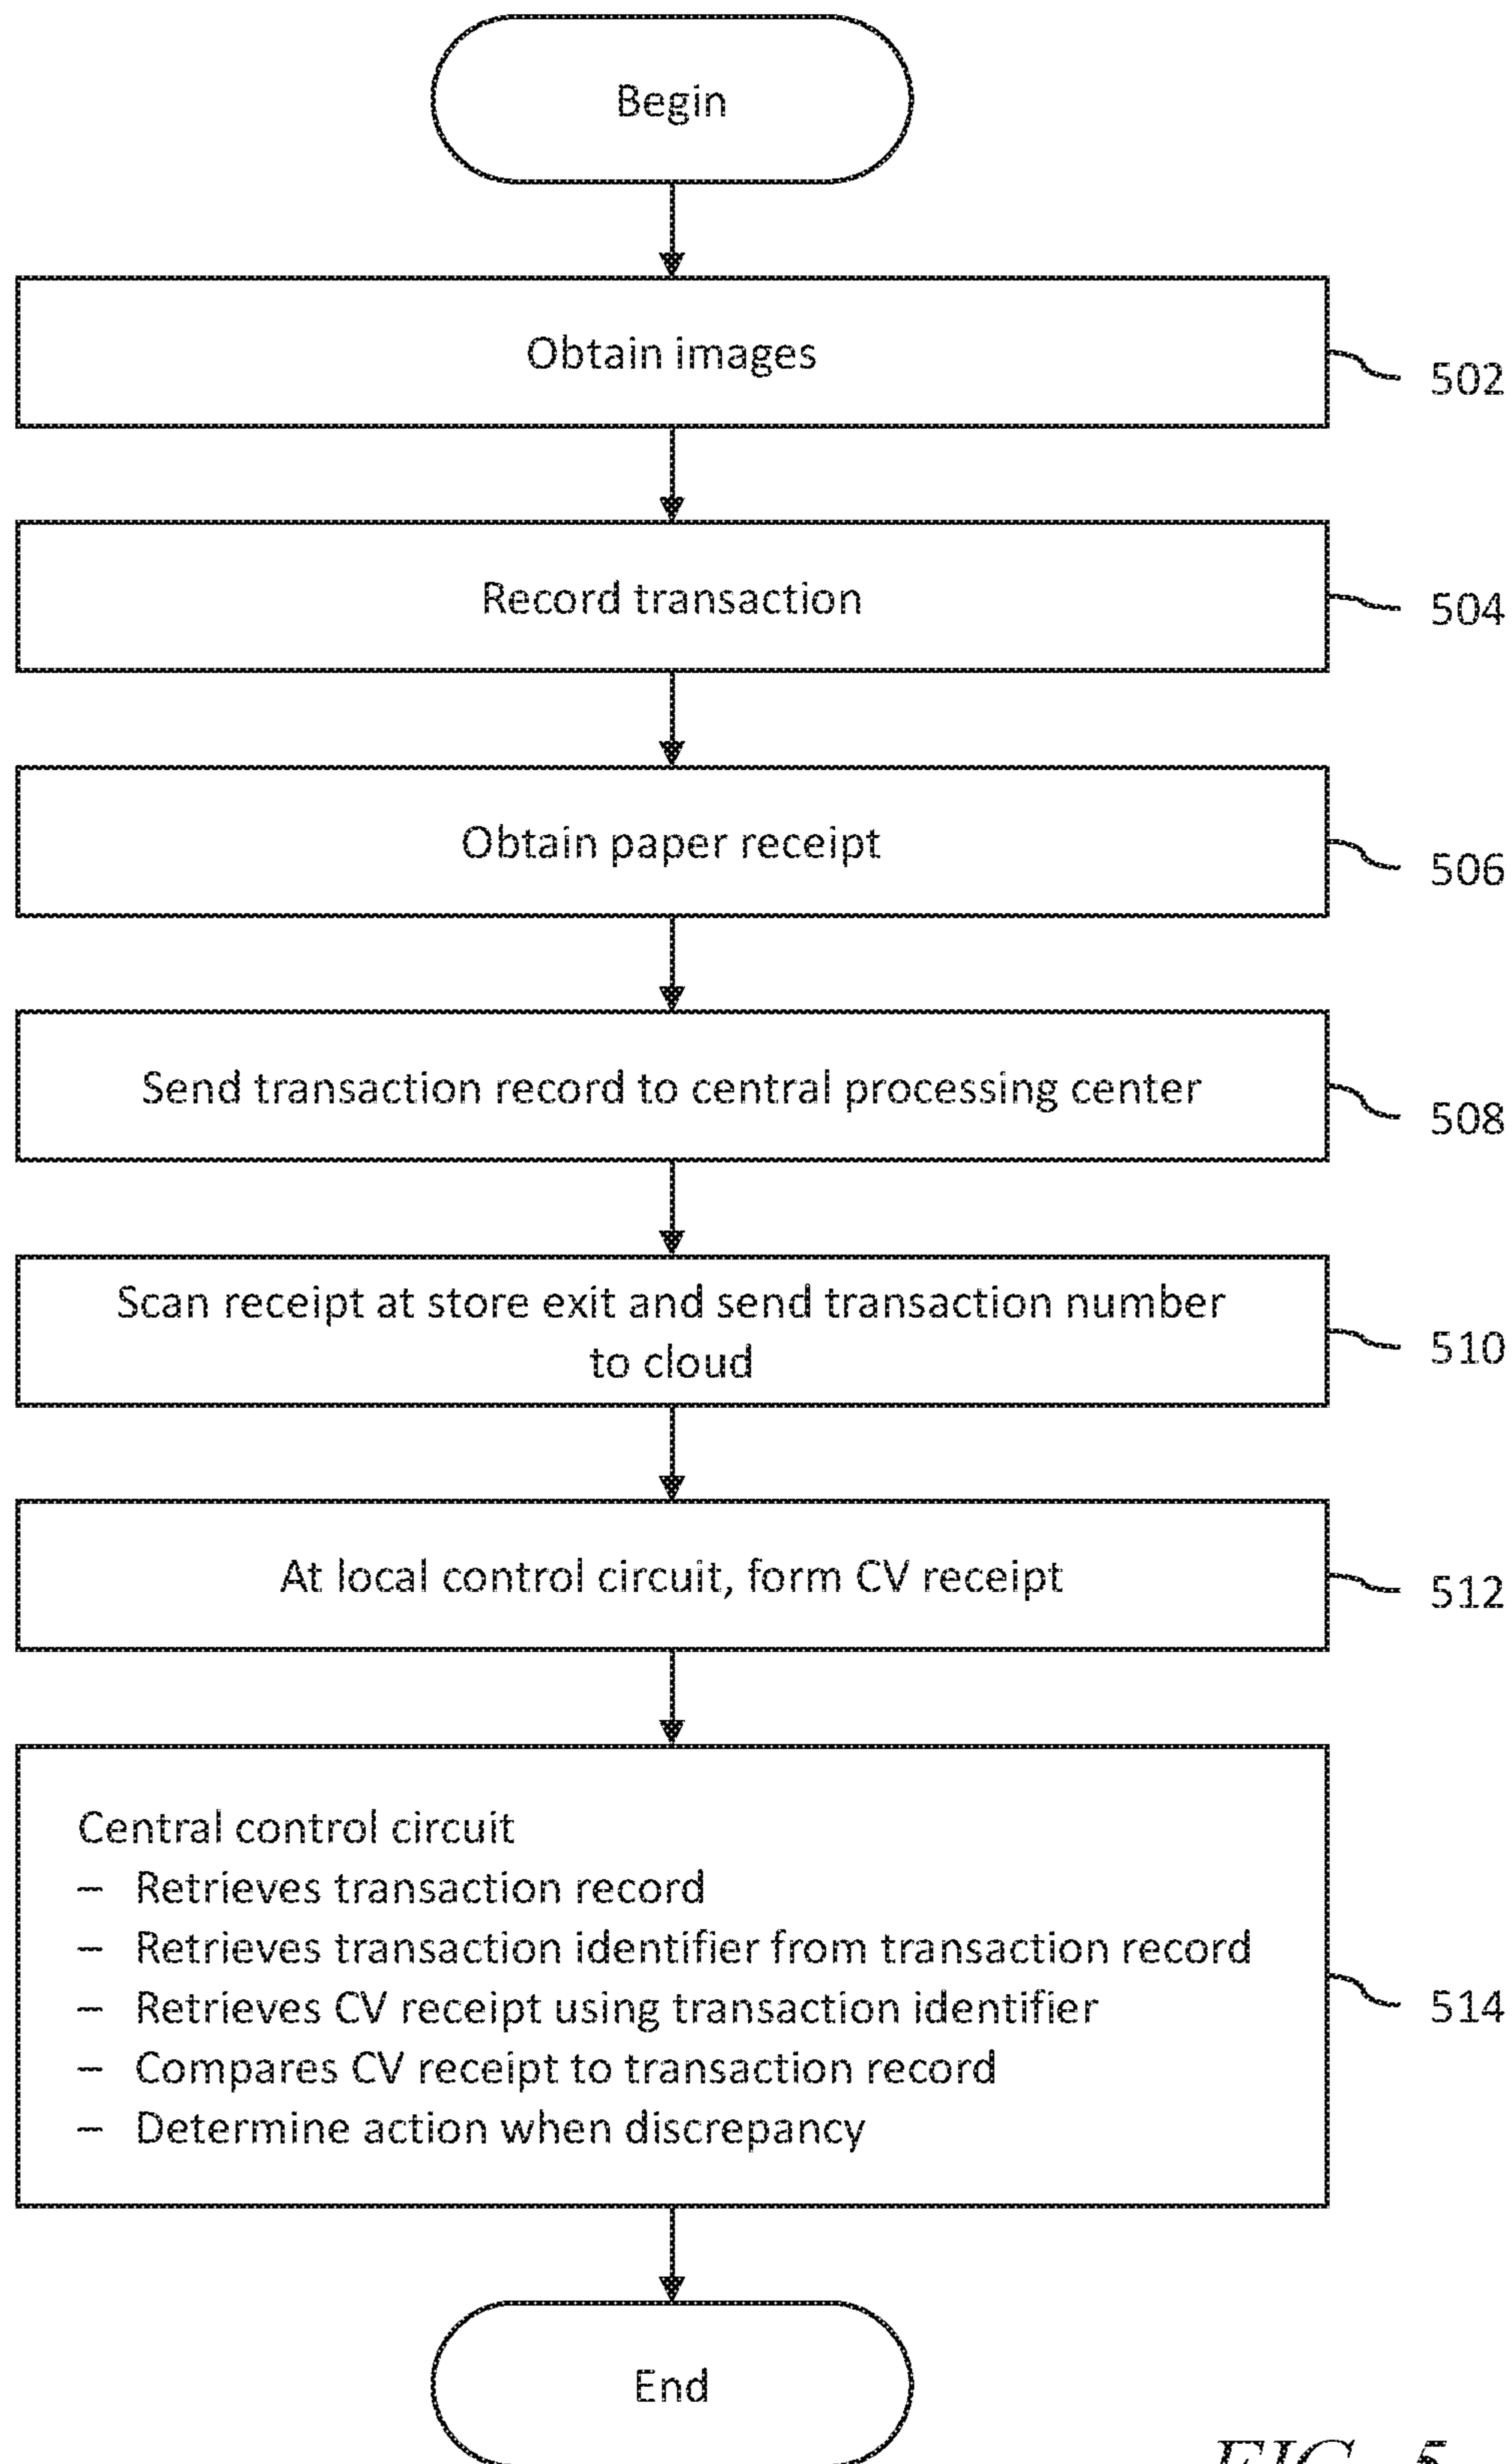 Begin
Obtain images
502
Record transaction
504
Obtain paper receipt
506
Send transaction record to central processing center
508
Scan receipt at store exit and send transaction number
to cloud
510
At local control circuit, form CV receipt
512
Central control circuit
– Retrieves transaction record
– Retrieves transaction identifier from transaction record
– Retrieves CV receipt using transaction identifier
– Compares CV receipt to transaction record
– Determine action when discrepancy
514
End
FIG. 5